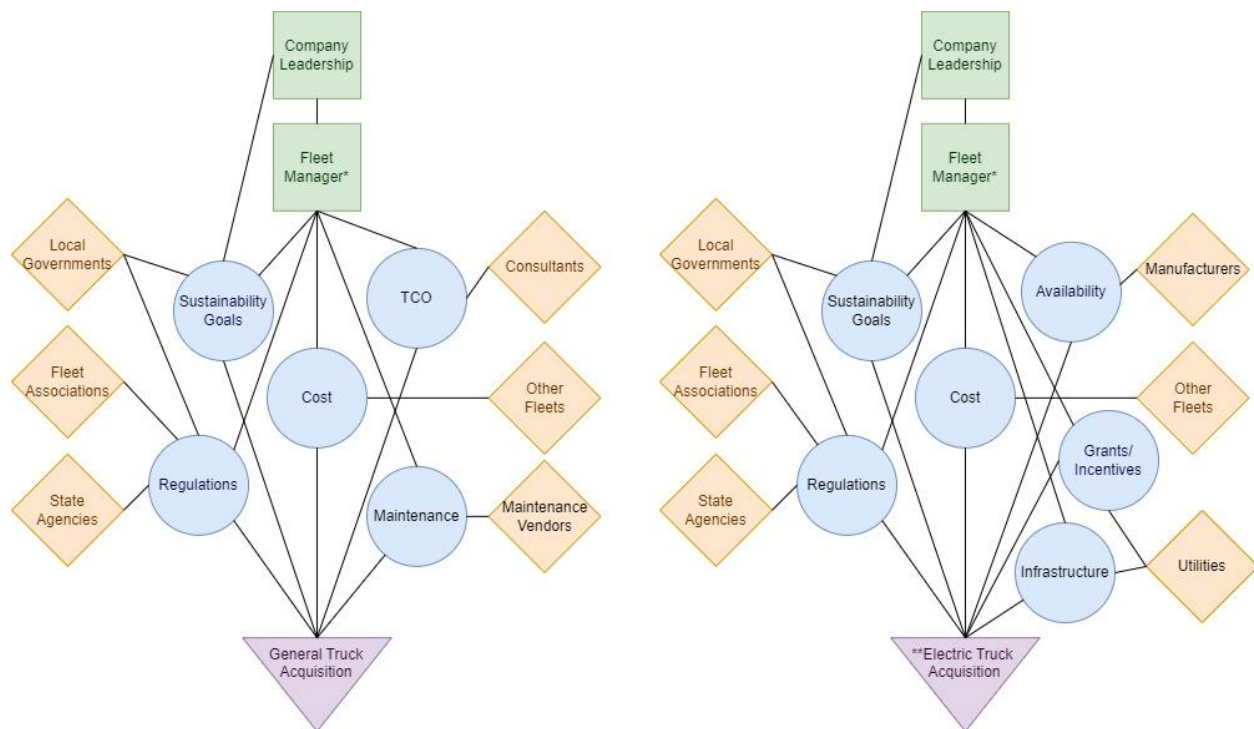 Company
Leadership
Fleet
Manager*
Local
Governments
Sustainability
Goals
TCO
Consultants
Fleet
Associations
Cost
Other
Fleets
State
Agencies
Regulations
Maintenance
Maintenance
Vendors
General Truck
Acquisition
Company
Leadership
Fleet
Manager*
Local
Governments
Sustainability
Goals
Availability
Manufacturers
Fleet
Associations
Cost
Other
Fleets
Grants/
Incentives
State
Agencies
Regulations
Infrastructure
Utilities
**Electric Truck
Acquisition